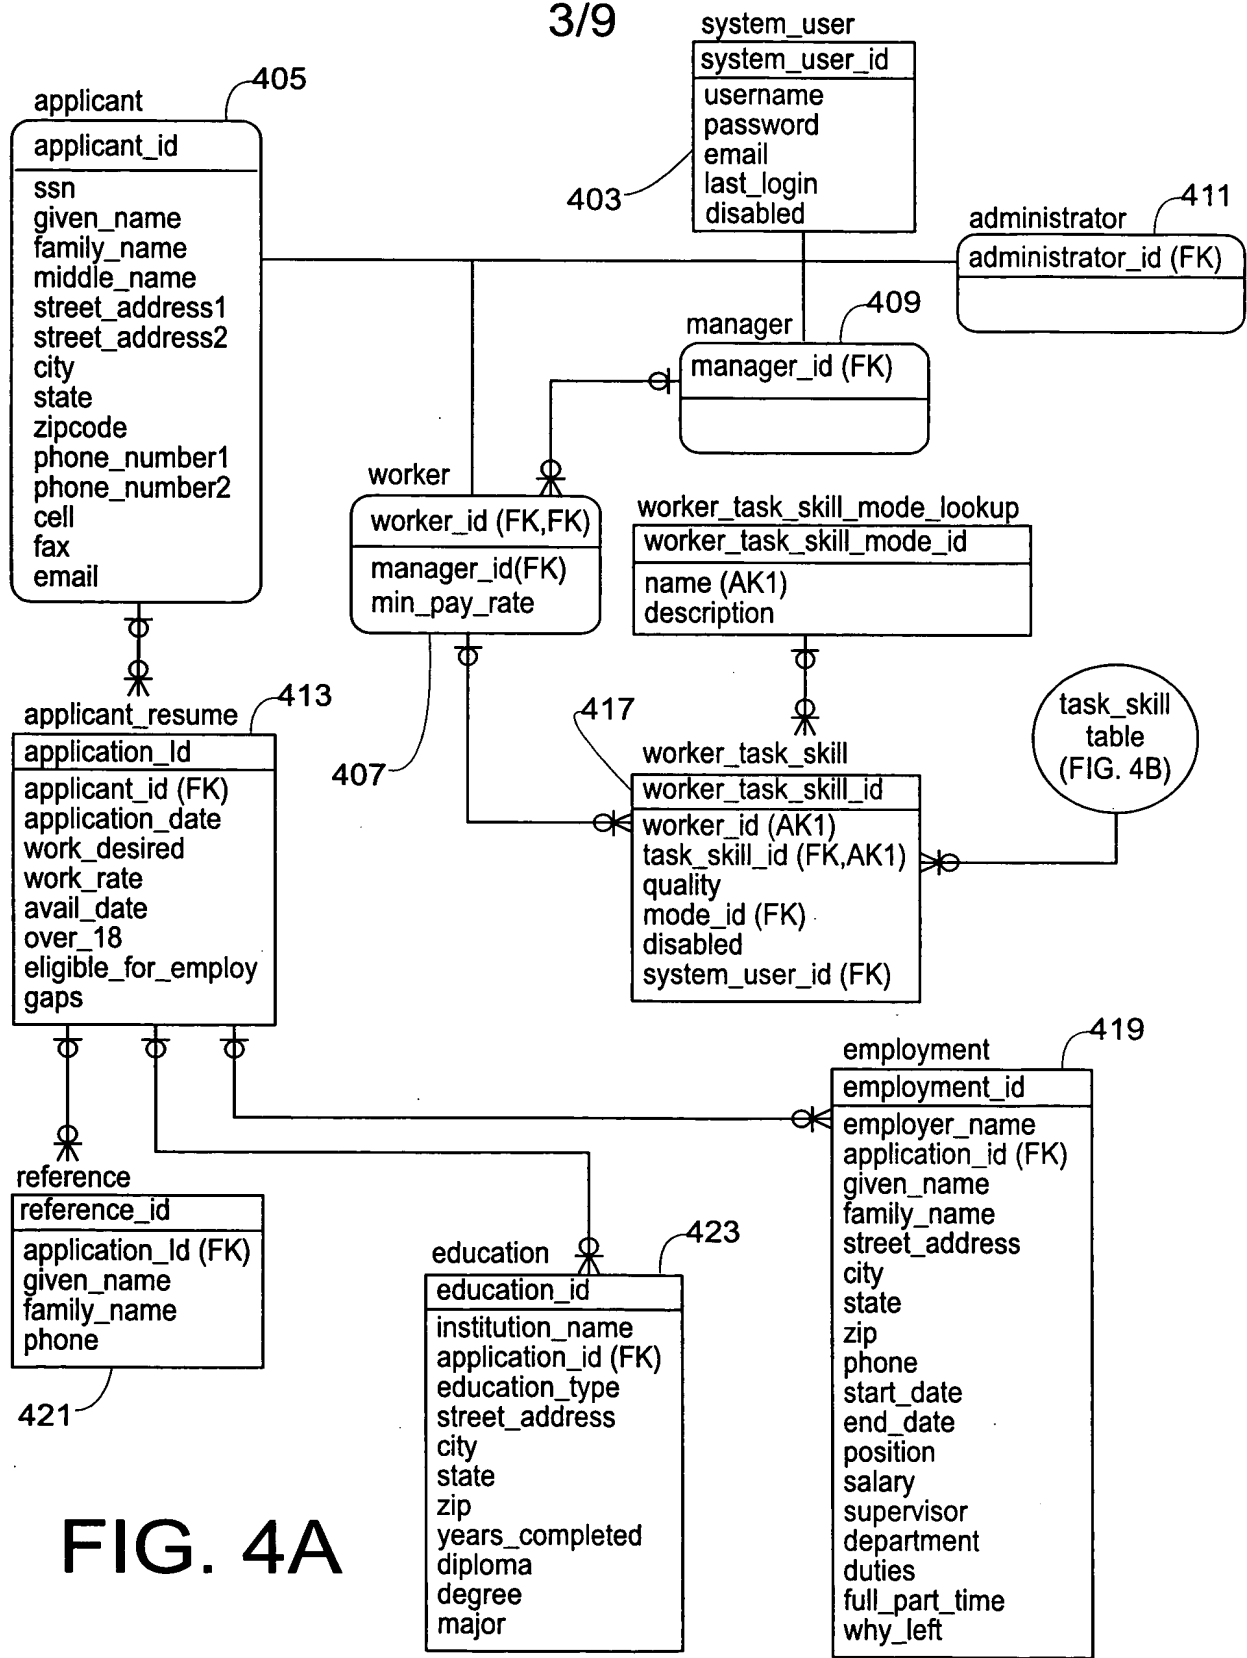 3/9
system_user
system_user_id
username
password
email
last_login
disabled
403
405
applicant
applicant_id
ssn
given_name
family_name
middle_name
street_address1
street_address2
city
state
zipcode
phone_number1
phone_number2
cell
fax
email
411
administrator
administrator_id (FK)
409
manager
manager_id (FK)
worker
worker_id (FK,FK)
manager_id(FK)
min_pay_rate
407
worker_task_skill_mode_lookup
worker_task_skill_mode_id
name (AK1)
description
task_skill
table
(FIG. 4B)
413
applicant_resume
application_Id
applicant_id (FK)
application_date
work_desired
work_rate
avail_date
over_18
eligible_for_employ
gaps
417
worker_task_skill
worker_task_skill_id
worker_id (AK1)
task_skill_id (FK,AK1)
quality
mode_id (FK)
disabled
system_user_id (FK)
reference
reference_id
application_Id (FK)
given_name
family_name
phone
421
423
education
education_id
institution_name
application_id (FK)
education_type
street_address
city
state
zip
years_completed
diploma
degree
major
419
employment
employment_id
employer_name
application_id (FK)
given_name
family_name
street_address
city
state
zip
phone
start_date
end_date
position
salary
supervisor
department
duties
full_part_time
why_left
FIG. 4A